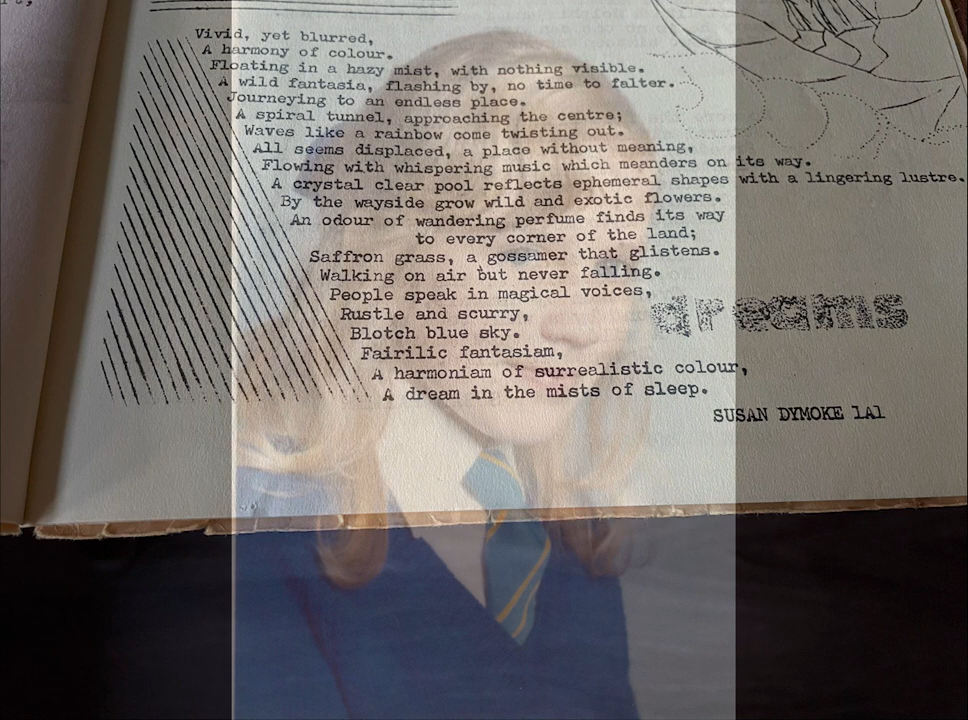 Vivid, yet blurred,
A harmony of colour.
Floating in a hazy mist, with nothing visible.
A wild fantasia, flashing by, no time to falter.
Journeying to an endless place.
A spiral tunnel, approaching the centre;
Waves like a rainbow come twisting out.
All seems displaced, a place without meaning,
Flowing with whispering music which meanders on its way.
A crystal clear pool reflects ephemeral shapes with a lingering lustre.
By the wayside grow wild and exotic flowers.
An odour of wandering perfume finds its way
to every corner of the land;
Saffron grass, a gossamer that glistens.
Walking on air but never falling.
People speak in magical voices,
Rustle and scurry,
Blotch blue sky.
Fairilic fantasiam,
A harmoniam of surrealistic colour,
A dream in the mists of sleep.
dreams
SUSAN DYMOKE 1A1